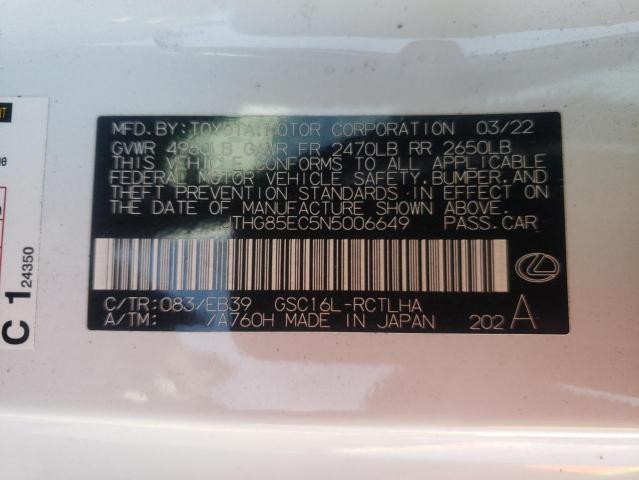 MFD. BY: TOYOTA MOTOR CORPORATION 03/22
GVWR 4960LB GAWR FR 2470LB RR 2650LB
THIS VEHICLE CONFORMS TO ALL APPLICABLE
FEDERAL MOTOR VEHICLE SAFETY, BUMPER, AND
THEFT PREVENTION STANDARDS IN EFFECT ON
THE DATE OF MANUFACTURE SHOWN ABOVE.
JTHG85EC5N5006649 PASS.CAR
C/TR: 083/EB39 GSC16L-RCTLHA
A/TM: /A760H MADE IN JAPAN 202 A
C 1 24350